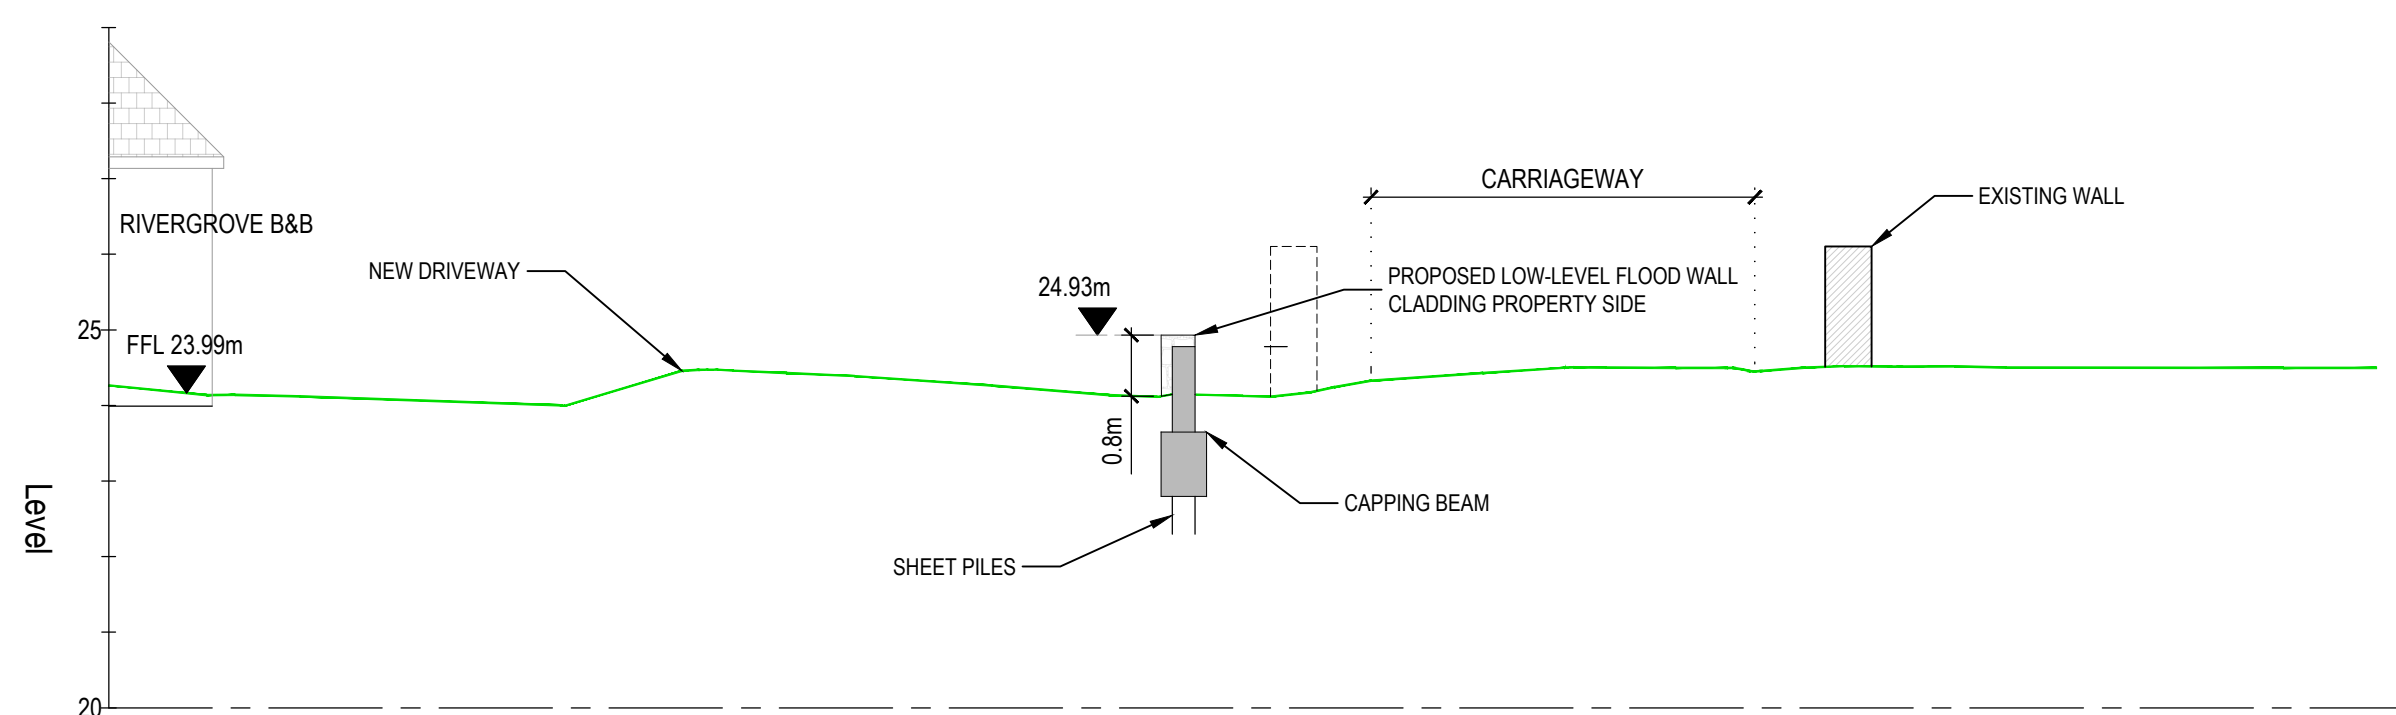 CARRIAGEWAY
EXISTING WALL
RIVERGROVE B&B
NEW DRIVEWAY
24.93m
PROPOSED LOW-LEVEL FLOOD WALL
CLADDING PROPERTY SIDE
25
FFL 23.99m
0.8m
Level
CAPPING BEAM
SHEET PILES
20